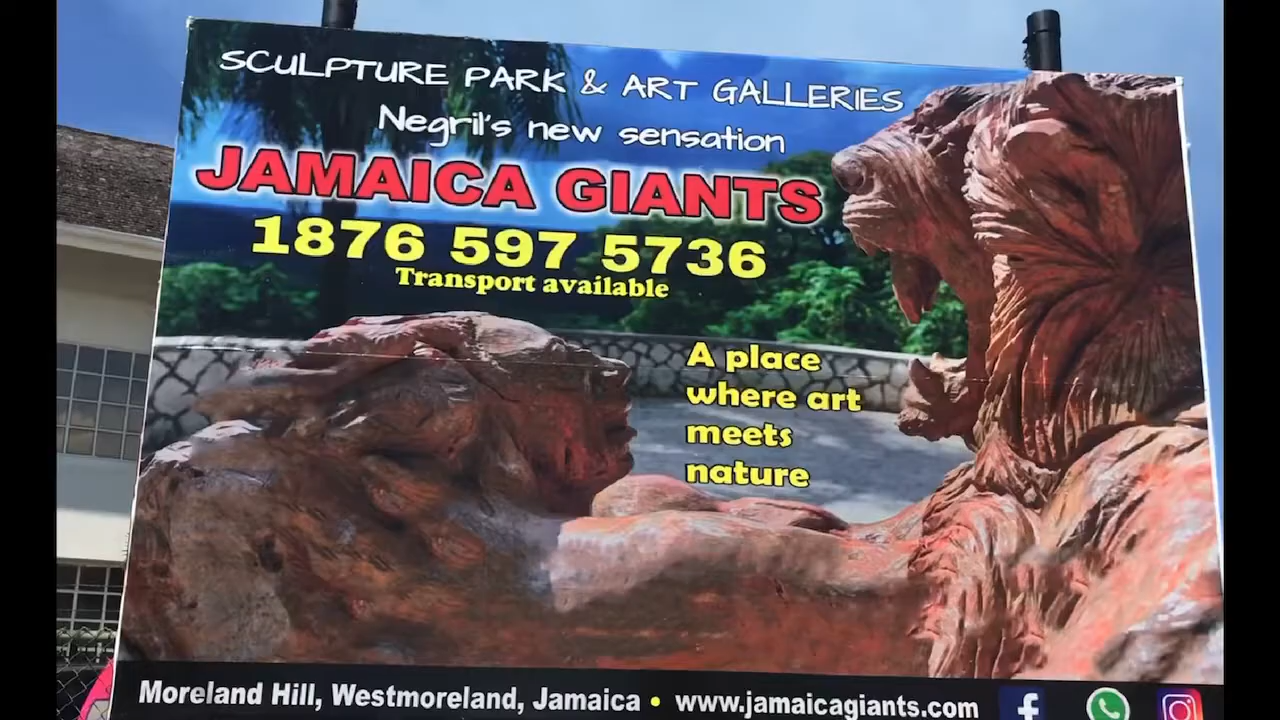 SCULPTURE PARK & ART GALLERIES
Negril's new sensation
JAMAICA GIANTS
1876 597 5736
Transport available
A place
where art
meets
nature
Moreland Hill, Westmoreland, Jamaica • www.jamaicagiants.com